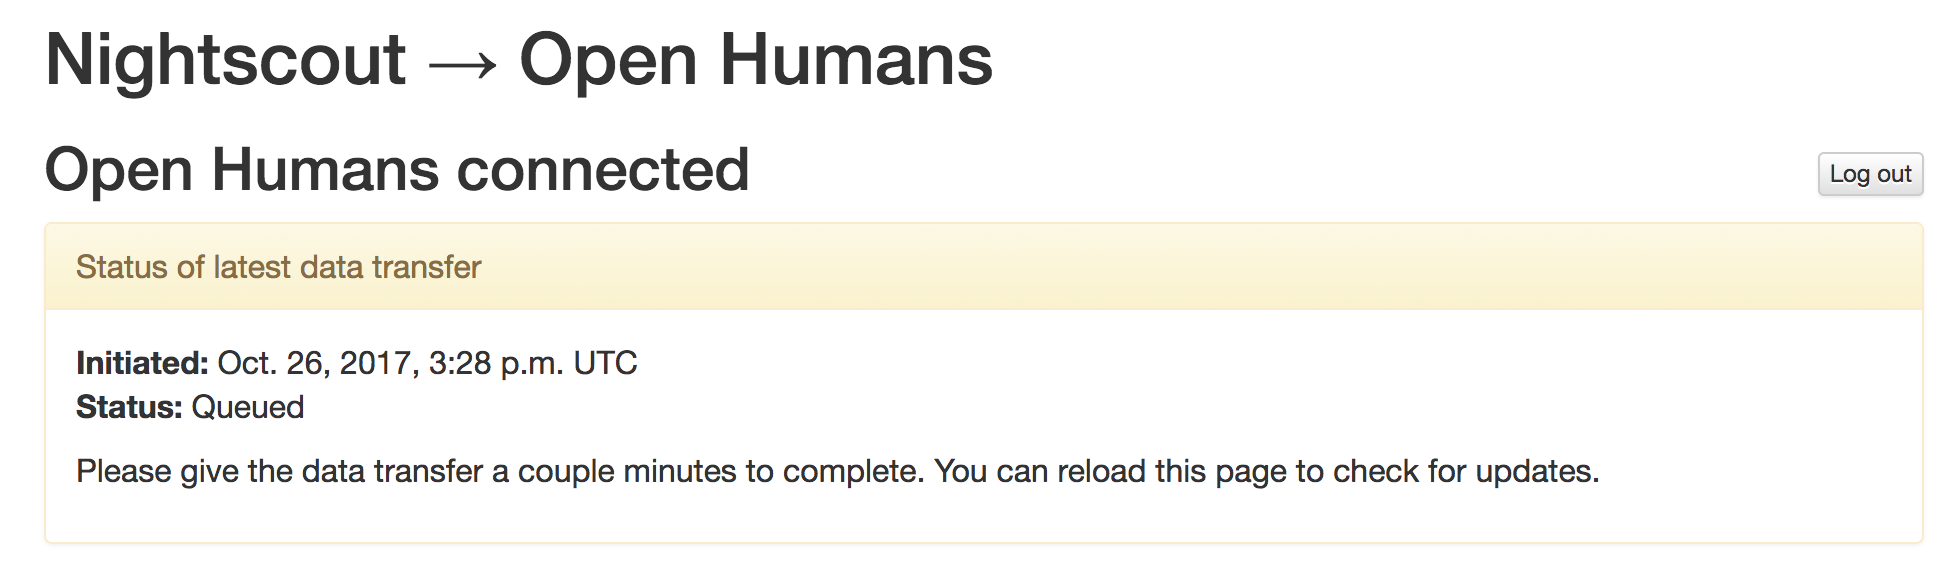 Nightscout → Open Humans
Open Humans connected
Log out
Status of latest data transfer
Initiated: Oct. 26, 2017, 3:28 p.m. UTC
Status: Queued
Please give the data transfer a couple minutes to complete. You can reload this page to check for updates.